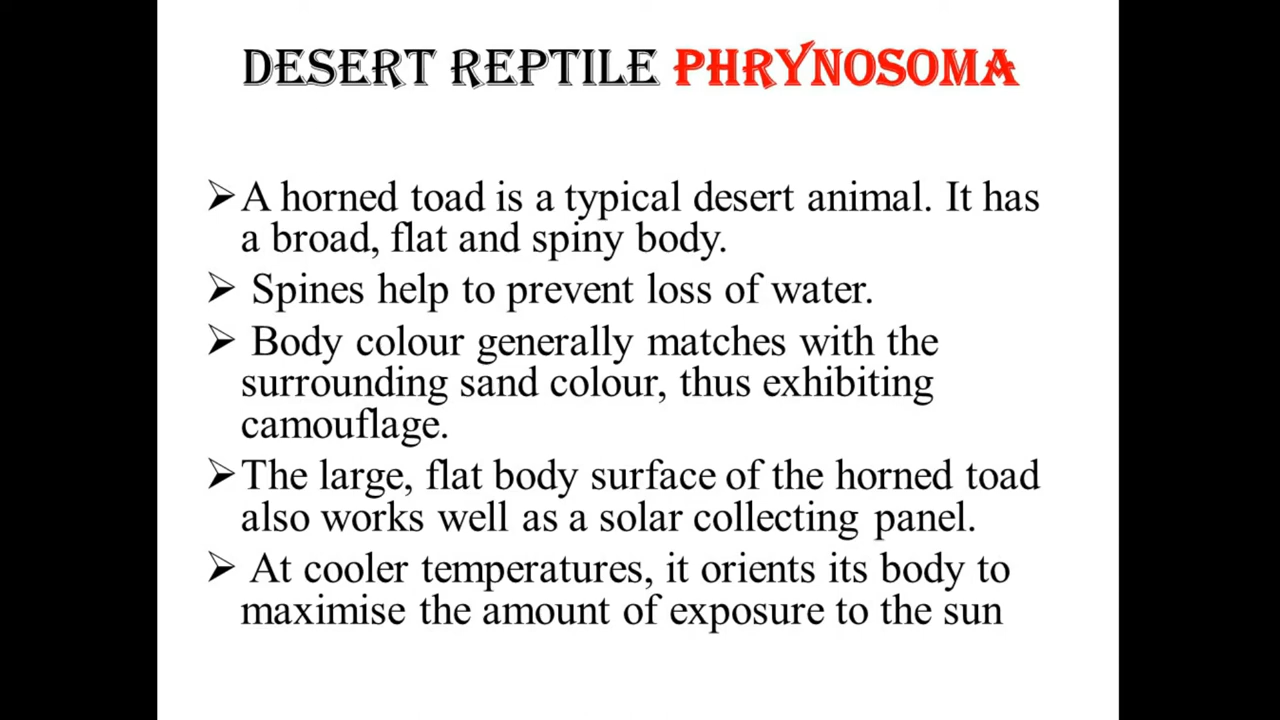 DESERT REPTILE PHRYNOSOMA
➢A horned toad is a typical desert animal. It has
a broad, flat and spiny body.
➢ Spines help to prevent loss of water.
➢ Body colour generally matches with the
surrounding sand colour, thus exhibiting
camouflage.
➢The large, flat body surface of the horned toad
also works well as a solar collecting panel.
➢ At cooler temperatures, it orients its body to
maximise the amount of exposure to the sun